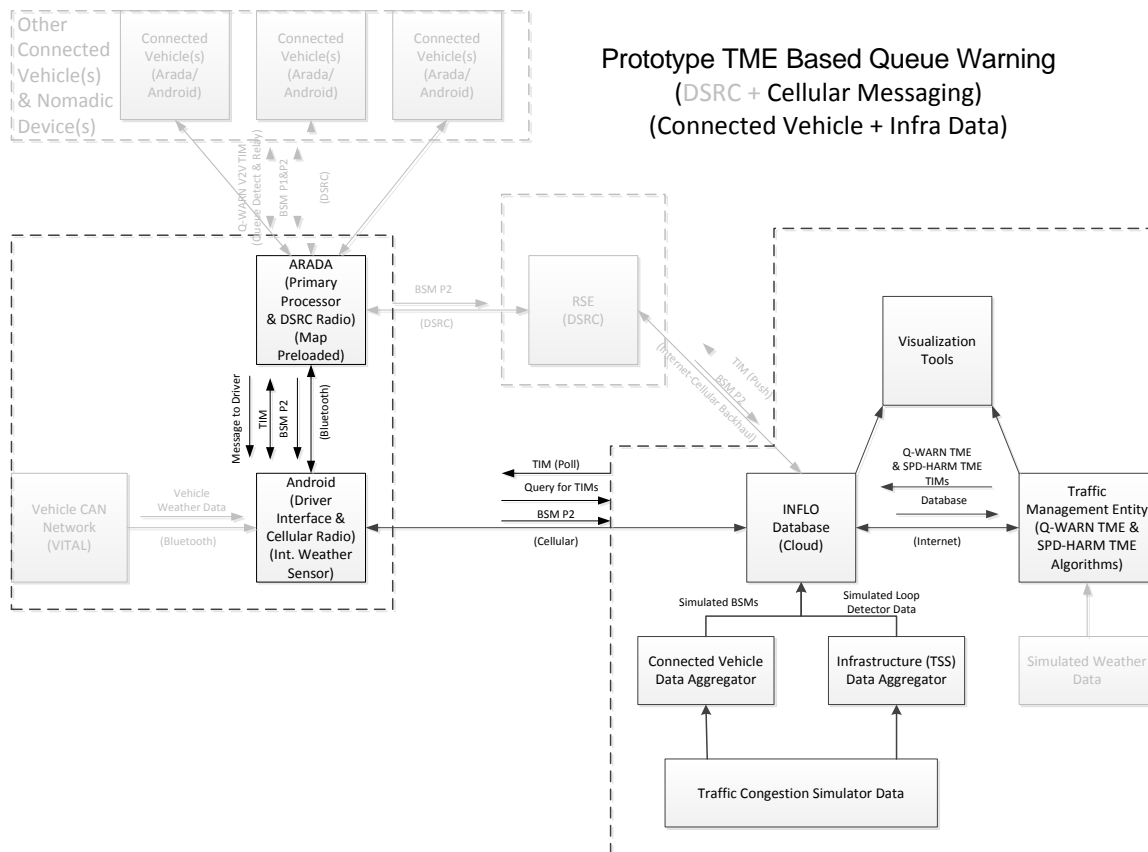 Other
Connected
Vehicle(s)
& Nomadic
Device(s)
Connected
Vehicle(s)
(Arada/
Android)
Connected
Vehicle(s)
(Arada/
Android)
Connected
Vehicle(s)
(Arada/
Android)
Prototype TME Based Queue Warning
(DSRC + Cellular Messaging)
(Connected Vehicle + Infra Data)
Q-WARN V2V TIM
(Queue Detect & Relay)
BSM P1&P2
(DSRC)
ARADA
(Primary
Processor
& DSRC Radio)
(Map
Preloaded)
BSM P2
(DSRC)
RSE
(DSRC)
TIM (Push)
BSM P2
(Internet-Cellular Backhaul)
Visualization
Tools
Message to Driver
TIM
BSM P2
(Bluetooth)
Vehicle CAN
Network
(VITAL)
Vehicle
Weather Data
(Bluetooth)
Android
(Driver
Interface &
Cellular Radio)
(Int. Weather
Sensor)
TIM (Poll)
Query for TIMs
BSM P2
(Cellular)
INFLO
Database
(Cloud)
Q-WARN TME
& SPD-HARM TME
TIMs
Database
(Internet)
Traffic
Management Entity
(Q-WARN TME &
SPD-HARM TME
Algorithms)
Simulated BSMs
Simulated Loop
Detector Data
Connected Vehicle
Data Aggregator
Infrastructure (TSS)
Data Aggregator
Simulated Weather
Data
Traffic Congestion Simulator Data